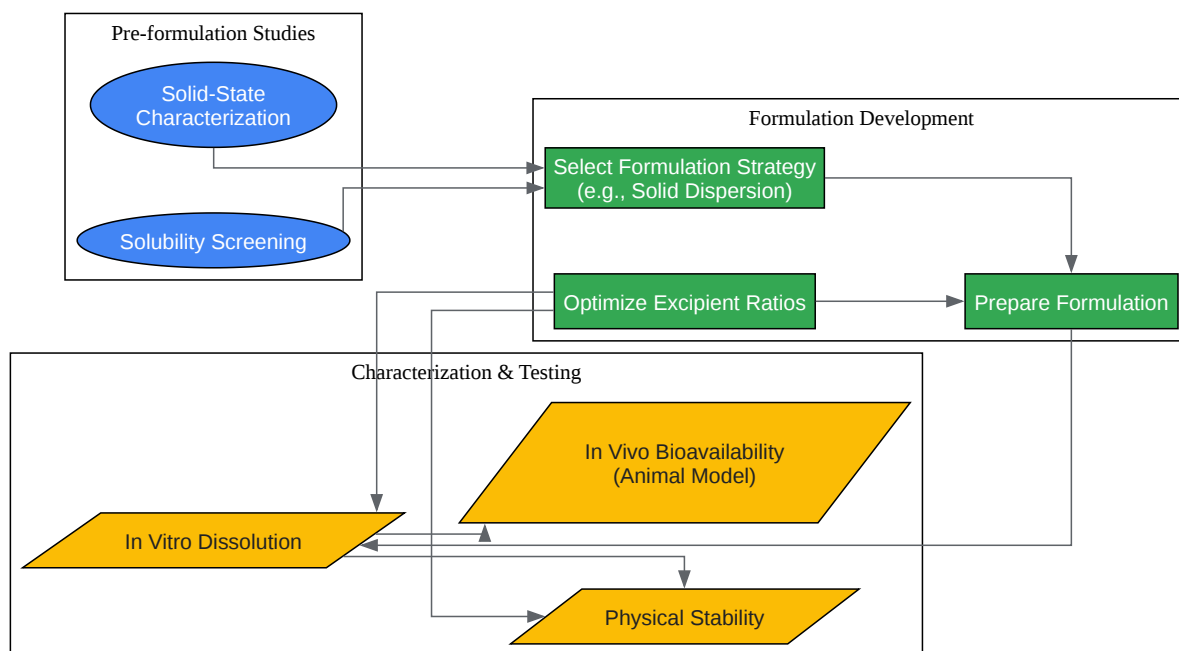 Pre-formulation Studies
Solid-State
Characterization
Solubility Screening
Formulation Development
Select Formulation Strategy
(e.g., Solid Dispersion)
Optimize Excipient Ratios
Prepare Formulation
Characterization & Testing
In Vivo Bioavailability
(Animal Model)
In Vitro Dissolution
Physical Stability